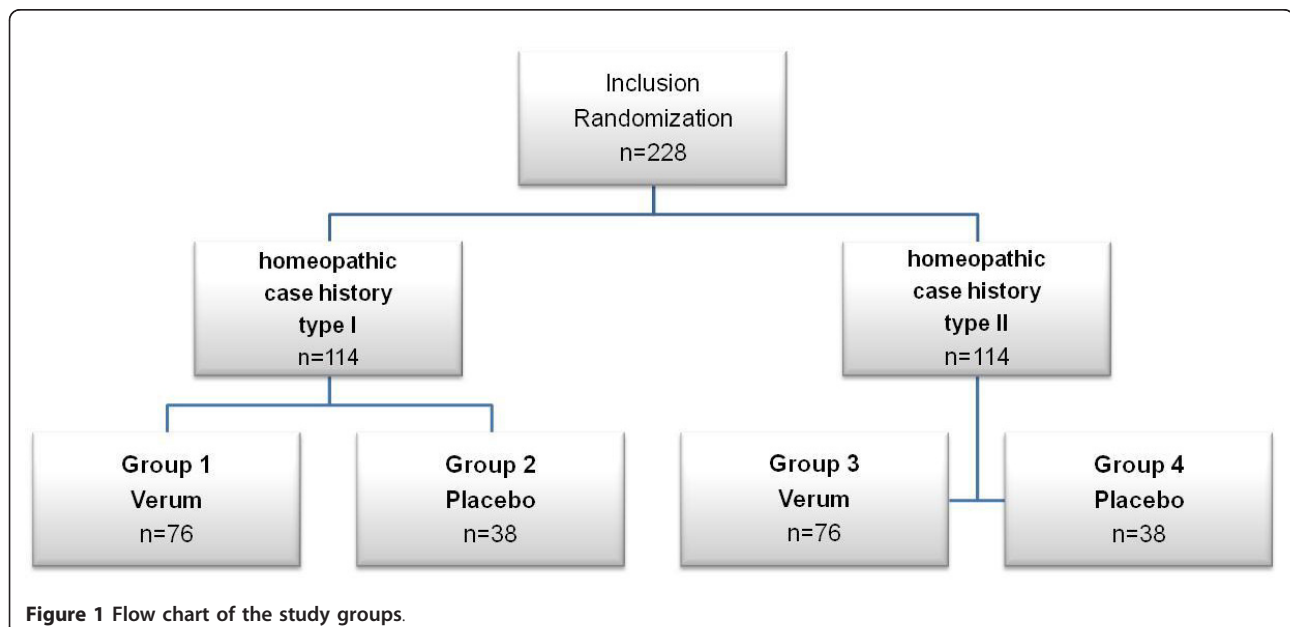 Inclusion
Randomization
n=228
homeopathic
case history
type I
n=114
homeopathic
case history
type II
n=114
Group 1
Verum
n=76
Group 2
Placebo
n=38
Group 3
Verum
n=76
Group 4
Placebo
n=38
Figure 1 Flow chart of the study groups.